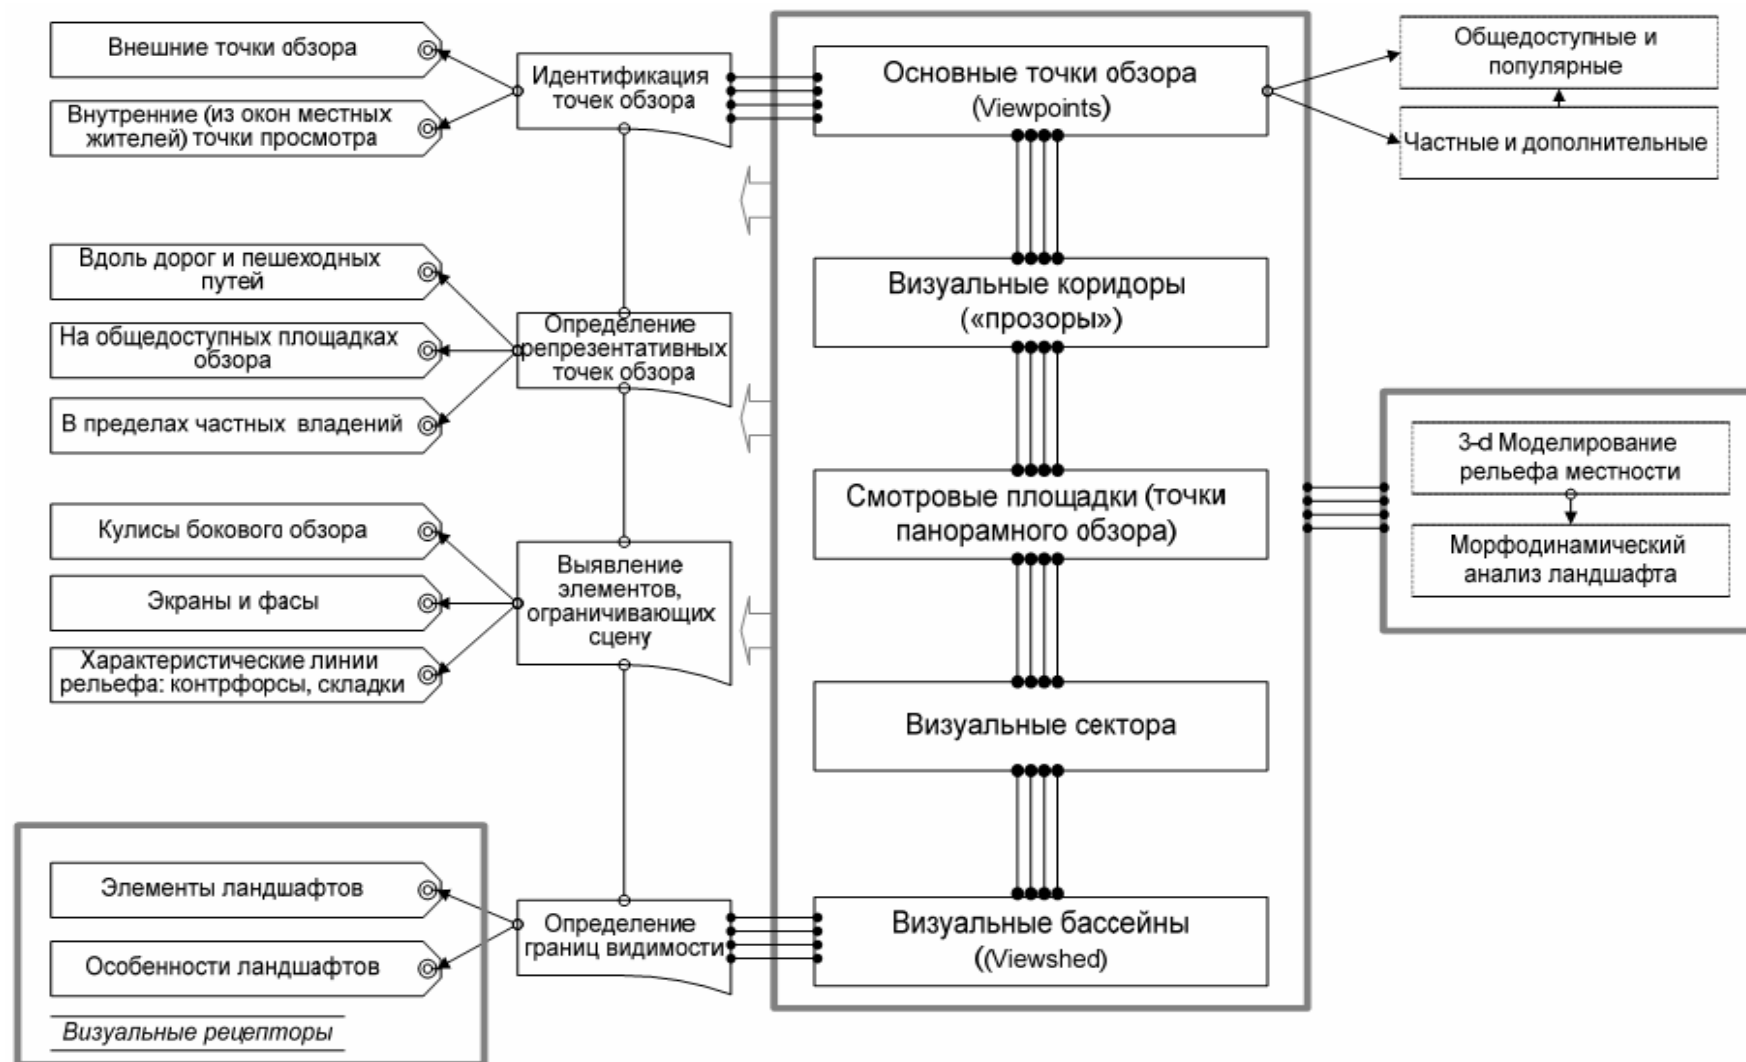 Внешние точки обзора
Внутренние (из окон местных
жителей) точки просмотра
Идентификация
точек обзора
Основные точки обзора
(Viewpoints)
Общедоступные и
популярные
Частные и дополнительные
Вдоль дорог и пешеходных
путей
На общедоступных площадках
обзора
В пределах частных владений
Определение
репрезентативных
точек обзора
Визуальные коридоры
(«прозоры»)
Смотровые площадки (точки
панорамного обзора)
3-d Моделирование
рельефа местности
Морфодинамический
анализ ландшафта
Кулисы бокового обзора
Экраны и фасы
Характеристические линии
рельефа: контрфорсы, складки
Выявление
элементов,
ограничивающих
сцену
Визуальные сектора
Элементы ландшафтов
Особенности ландшафтов
Визуальные рецепторы
Определение
границ видимости
Визуальные бассейны
((Viewshed)